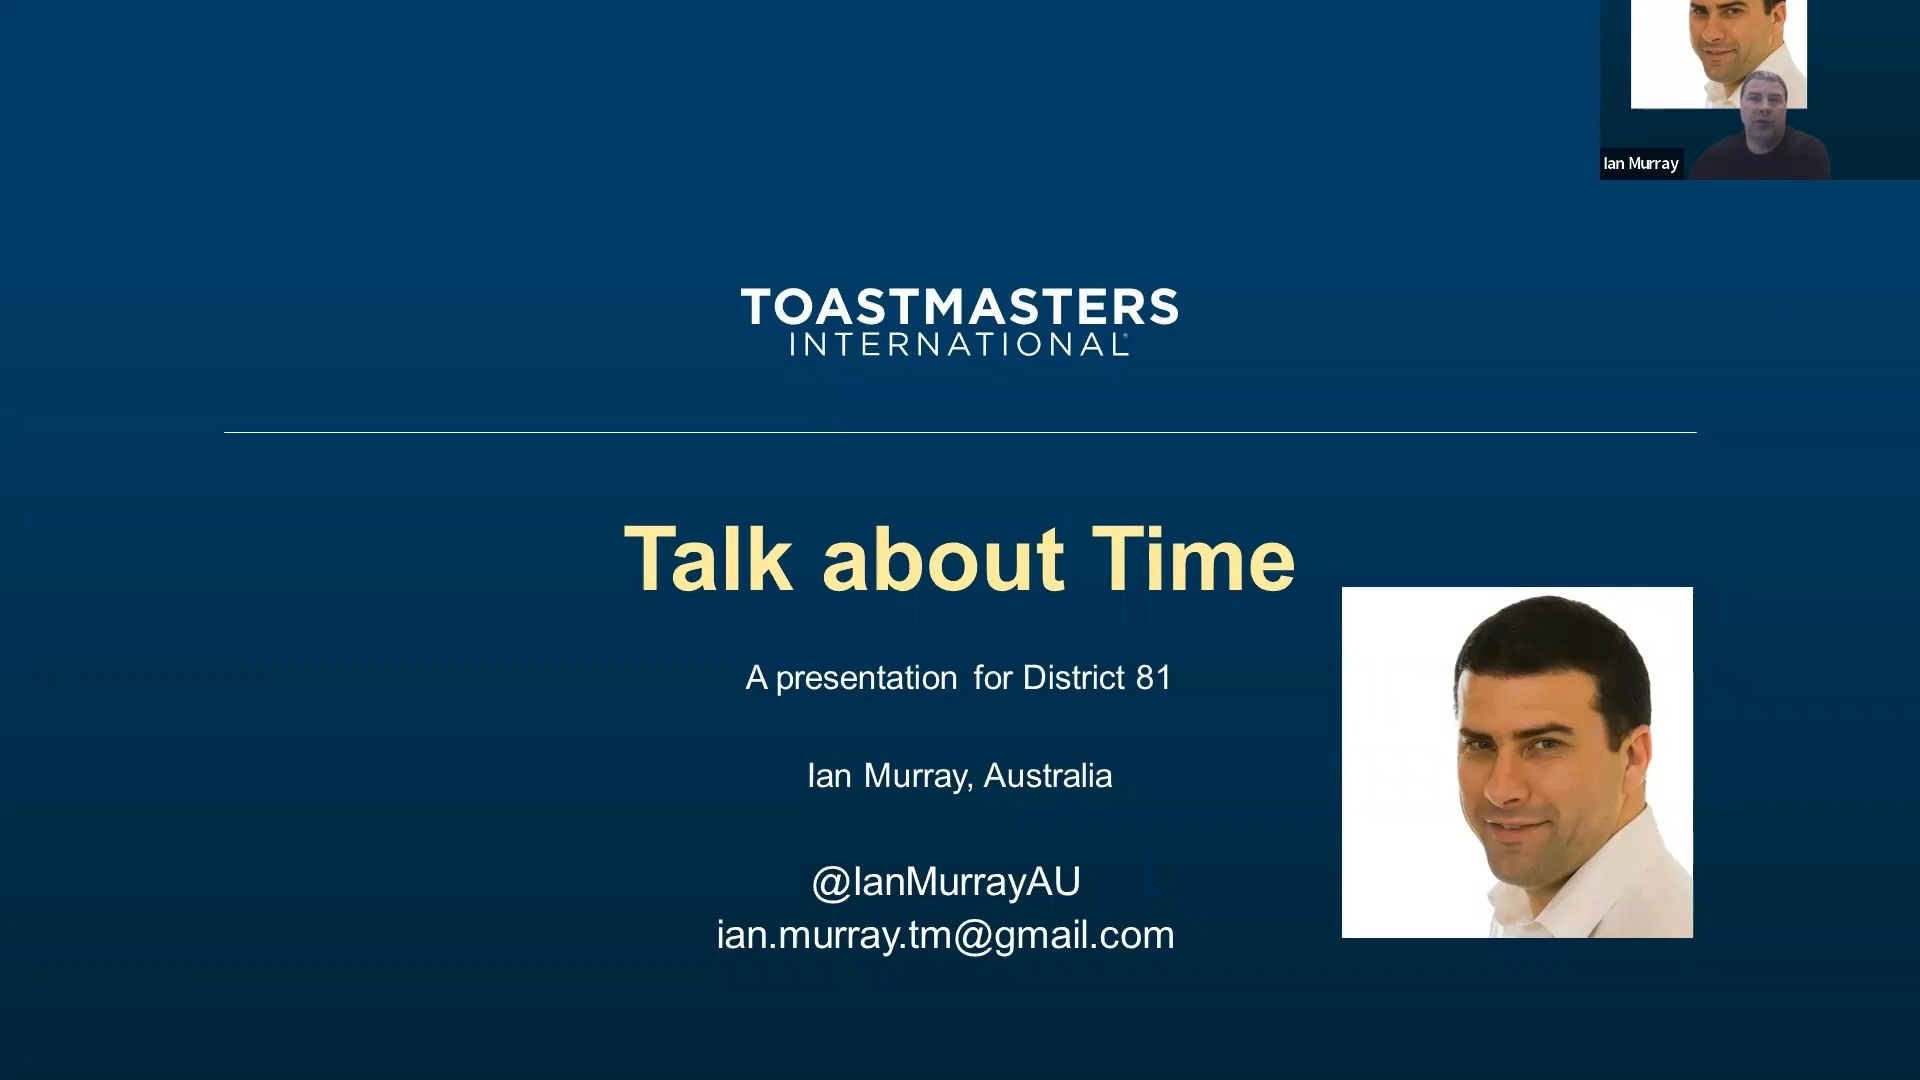 Ian Murray
TOASTMASTERS
INTERNATIONAL
Talk about Time
A presentation for District 81
Ian Murray, Australia
@IanMurrayAU
ian.murray.tm@gmail.com